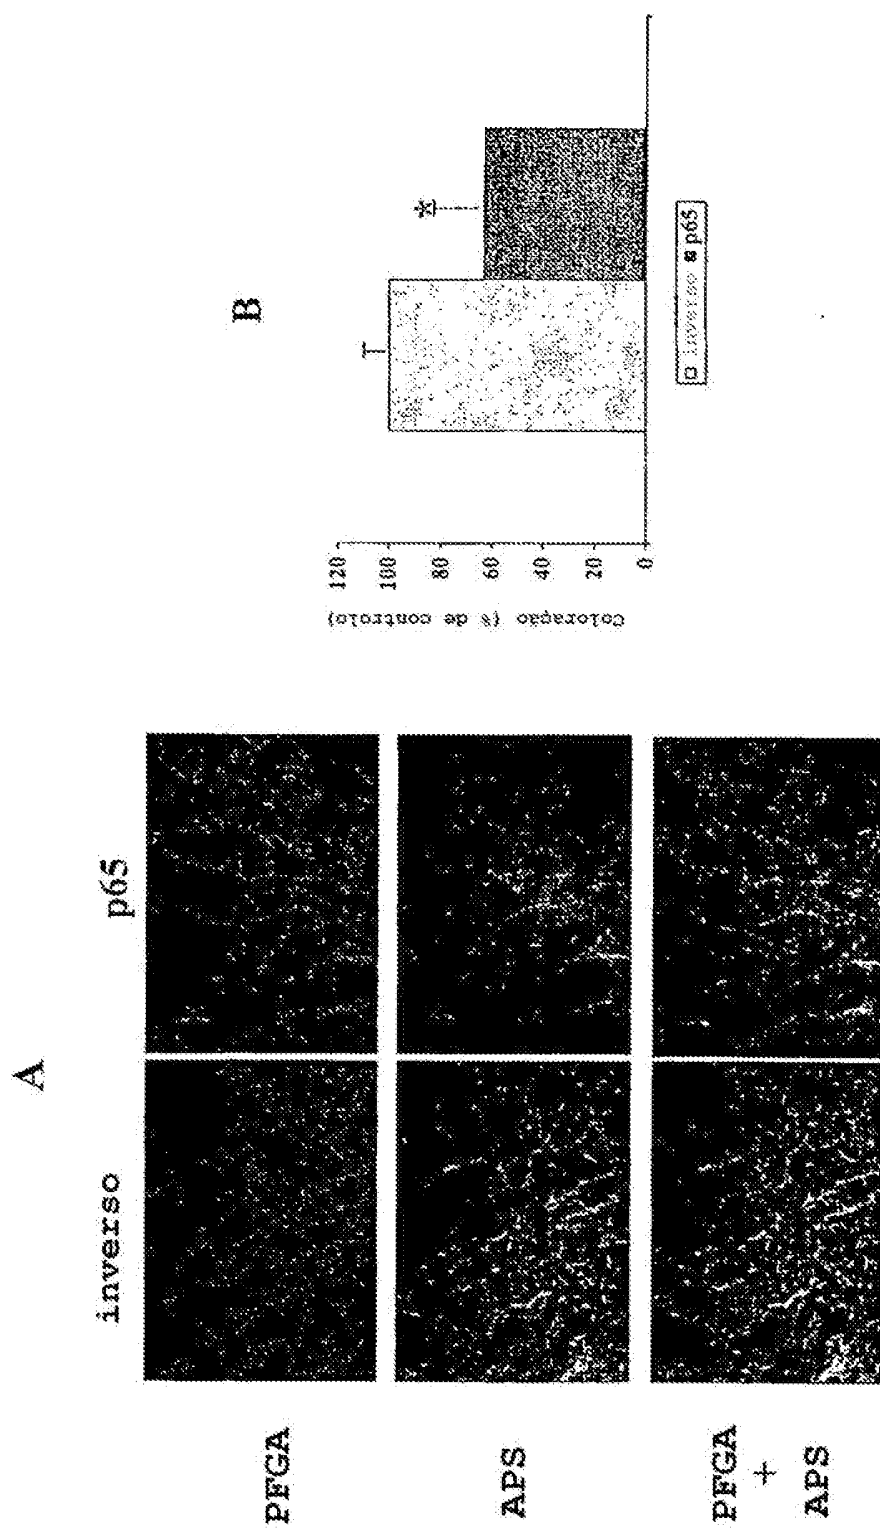 A
inverso p65
PFGA
APS
PFGA
+
APS
B
Coloração (% de controlo)
120
100
80
60
40
20
0
*
inverso p65